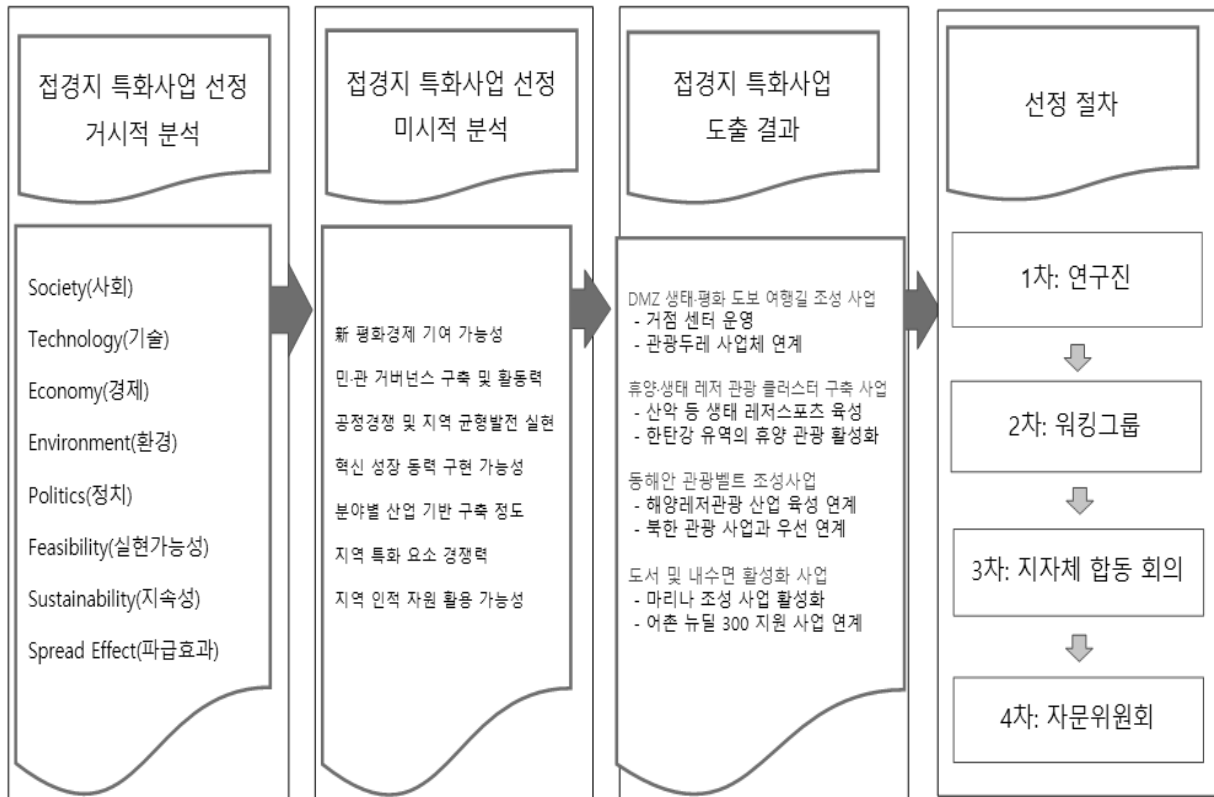 접경지 특화사업 선정
거시적 분석
Society(사회)
Technology(기술)
Economy(경제)
Environment(환경)
Politics(정치)
Feasibility(실현가능성)
Sustainability(지속성)
Spread Effect(파급효과)
접경지 특화사업 선정
미시적 분석
新 평화경제 기여 가능성
민·관 거버넌스 구축 및 활동력
공정경쟁 및 지역 균형발전 실현
혁신 성장 동력 구현 가능성
분야별 산업 기반 구축 정도
지역 특화 요소 경쟁력
지역 인적 자원 활용 가능성
접경지 특화사업
도출 결과
DMZ 생태·평화 도보 여행길 조성 사업
- 거점 센터 운영
- 관광두레 사업체 연계
휴양·생태 레저 관광 클러스터 구축 사업
- 산악 등 생태 레저스포츠 육성
- 한탄강 유역의 휴양 관광 활성화
동해안 관광벨트 조성사업
- 해양레저관광 산업 육성 연계
- 북한 관광 사업과 우선 연계
도서 및 내수면 활성화 사업
- 마리나 조성 사업 활성화
- 어촌 뉴딜 300 지원 사업 연계
선정 절차
1차: 연구진
2차: 워킹그룹
3차: 지자체 합동 회의
4차: 자문위원회